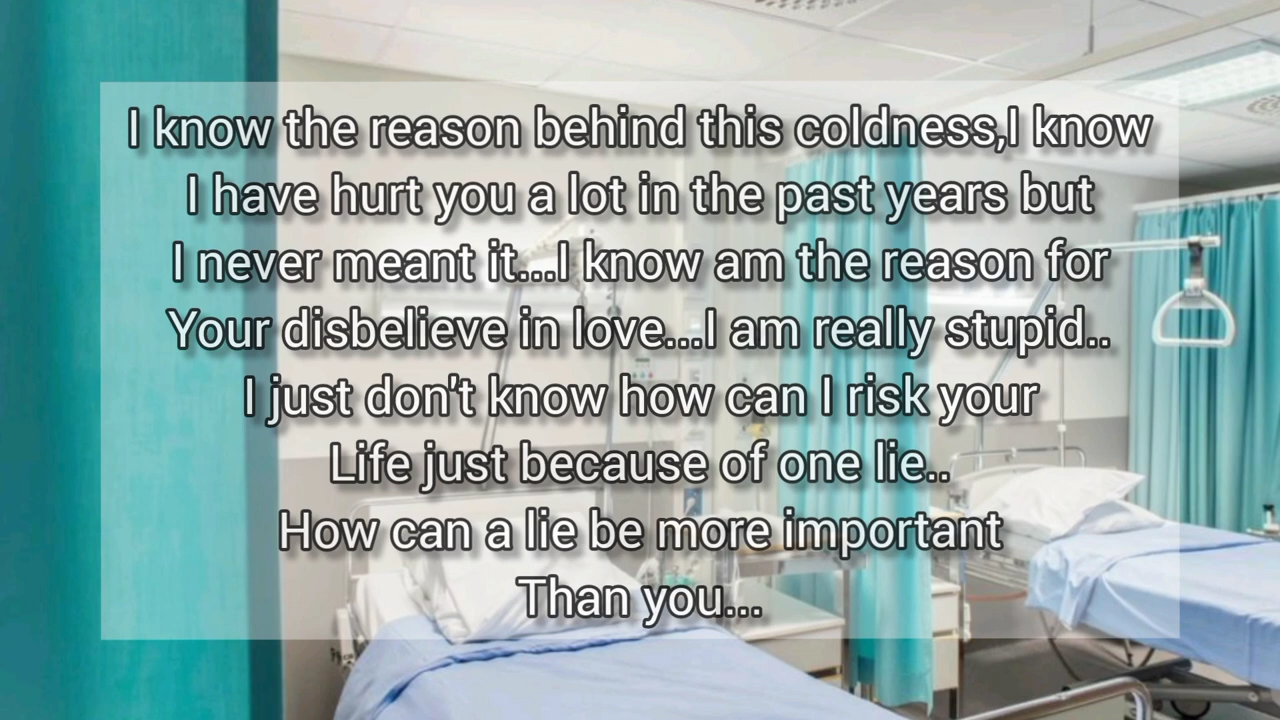 I know the reason behind this coldness,I know
I have hurt you a lot in the past years but
I never meant it...I know am the reason for
Your disbelieve in love...I am really stupid..
I just don't know how can I risk your
Life just because of one lie..
How can a lie be more important
Than you...